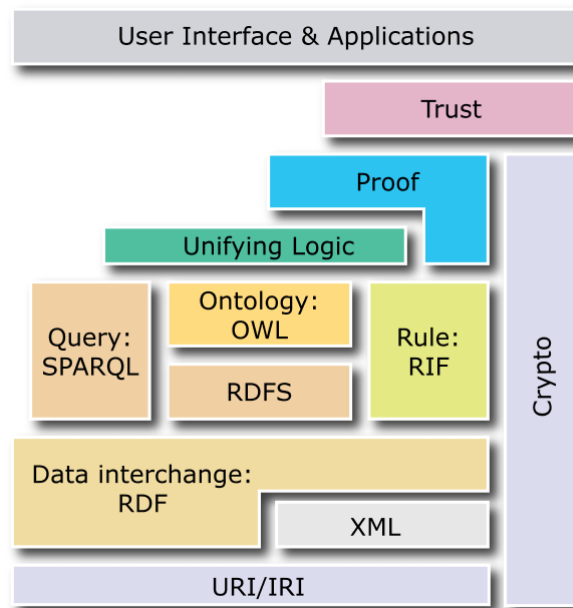 User Interface & Applications
Trust
Proof
Unifying Logic
Ontology:
OWL
Query:
SPARQL
Rule:
RIF
RDFS
Crypto
Data interchange:
RDF
XML
URI/IRI